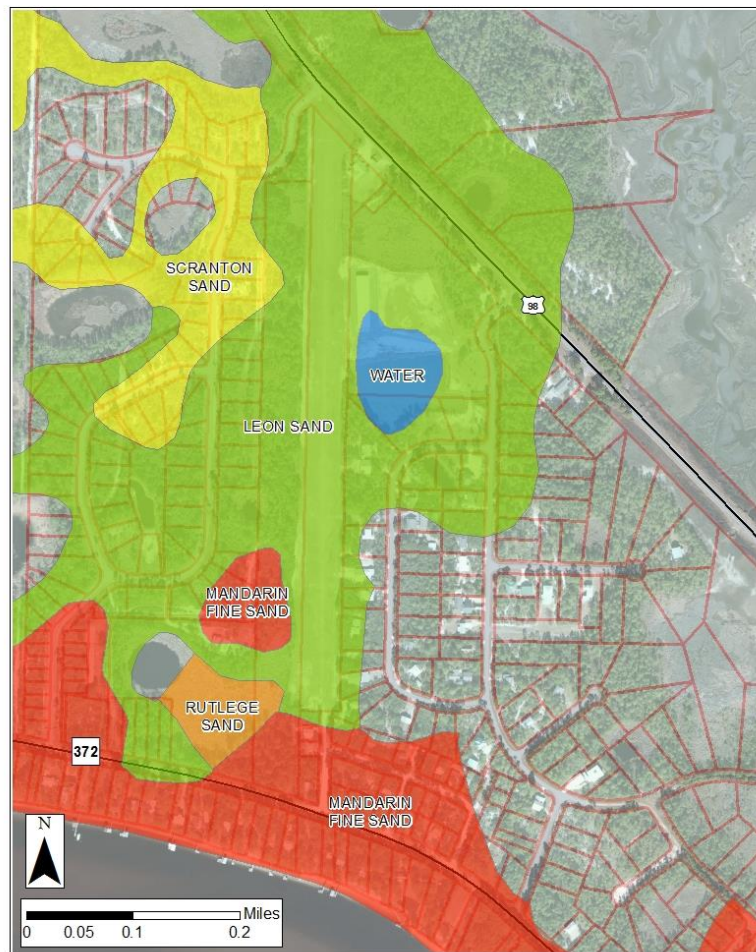 SCRANTON
SAND
98
WATER
LEON SAND
MANDARIN
FINE SAND
RUTLEGE
SAND
372
MANDARIN
FINE SAND
N
Miles
0 0.05 0.1 0.2